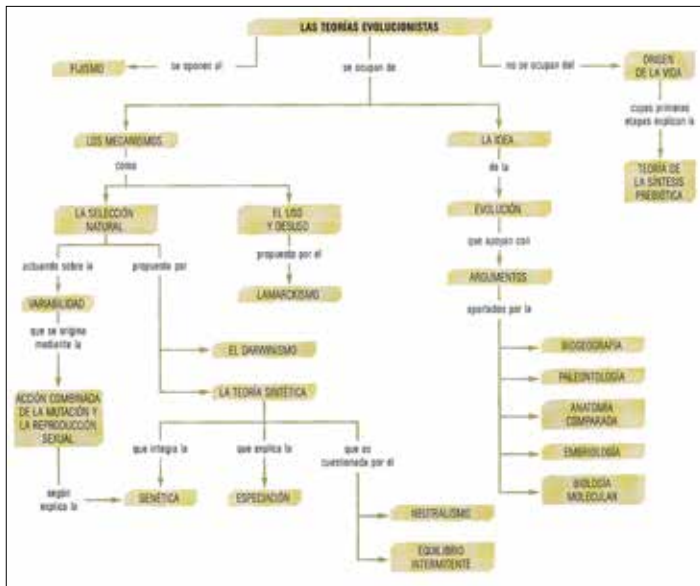 LAS TEORÍAS EVOLUCIONISTAS
FIJISMO
se oponen al
se ocupan de
no se ocupan del
ORIGEN
DE LA VIDA
cuyas primeras
etapas explican la
TEORÍA DE
LA SÍNTESIS
PREBIÓTICA
LOS MECANISMOS
como
LA SELECCIÓN
NATURAL
EL USO
Y DESUSO
actuando sobre la
propuesta por
propuesto por el
VARIABILIDAD
LAMARCKISMO
que se origina
mediante la
EL DARWINISMO
ACCIÓN COMBINADA
DE LA MUTACIÓN Y
LA REPRODUCCIÓN
SEXUAL
LA TEORÍA SINTÉTICA
que integra la
que explica la
que es
cuestionada por el
según
explica la
GENÉTICA
ESPECIACIÓN
NEUTRALISMO
EQUILIBRIO
INTERMITENTE
LA IDEA
de la
EVOLUCIÓN
que apoyan con
ARGUMENTOS
aportados por la
BIOGEOGRAFÍA
PALEONTOLOGÍA
ANATOMÍA
COMPARADA
EMBRIOLOGÍA
BIOLOGÍA
MOLECULAR